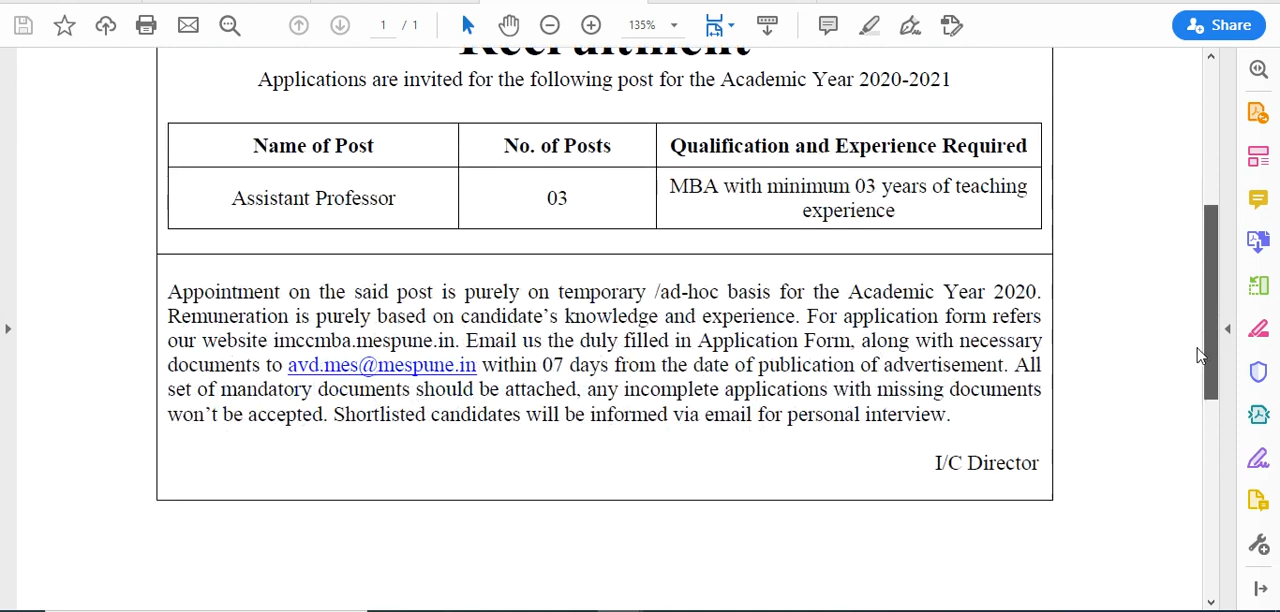 1 / 1
135%
Share
Recruitment
Applications are invited for the following post for the Academic Year 2020-2021
Name of Post No. of Posts Qualification and Experience Required
Assistant Professor 03 MBA with minimum 03 years of teaching
experience
Appointment on the said post is purely on temporary /ad-hoc basis for the Academic Year 2020.
Remuneration is purely based on candidate's knowledge and experience. For application form refers
our website imccmba.mespune.in. Email us the duly filled in Application Form, along with necessary
documents to avd.mes@mespune.in within 07 days from the date of publication of advertisement. All
set of mandatory documents should be attached, any incomplete applications with missing documents
won't be accepted. Shortlisted candidates will be informed via email for personal interview.
I/C Director